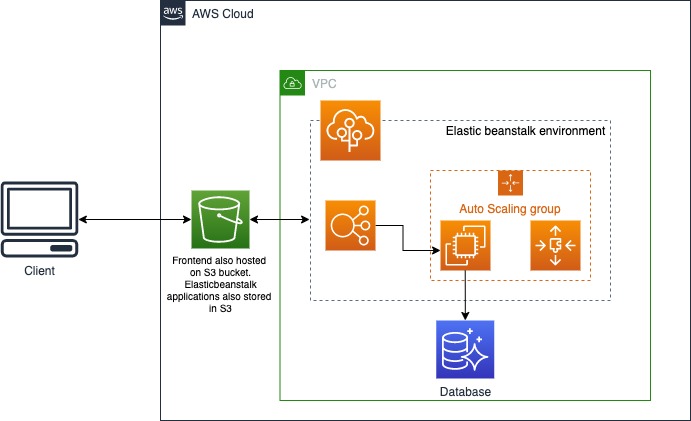 aws
AWS Cloud
VPC
Elastic beanstalk environment
Auto Scaling group
Client
Frontend also hosted
on S3 bucket.
Elasticbeanstalk
applications also stored
in S3
Database